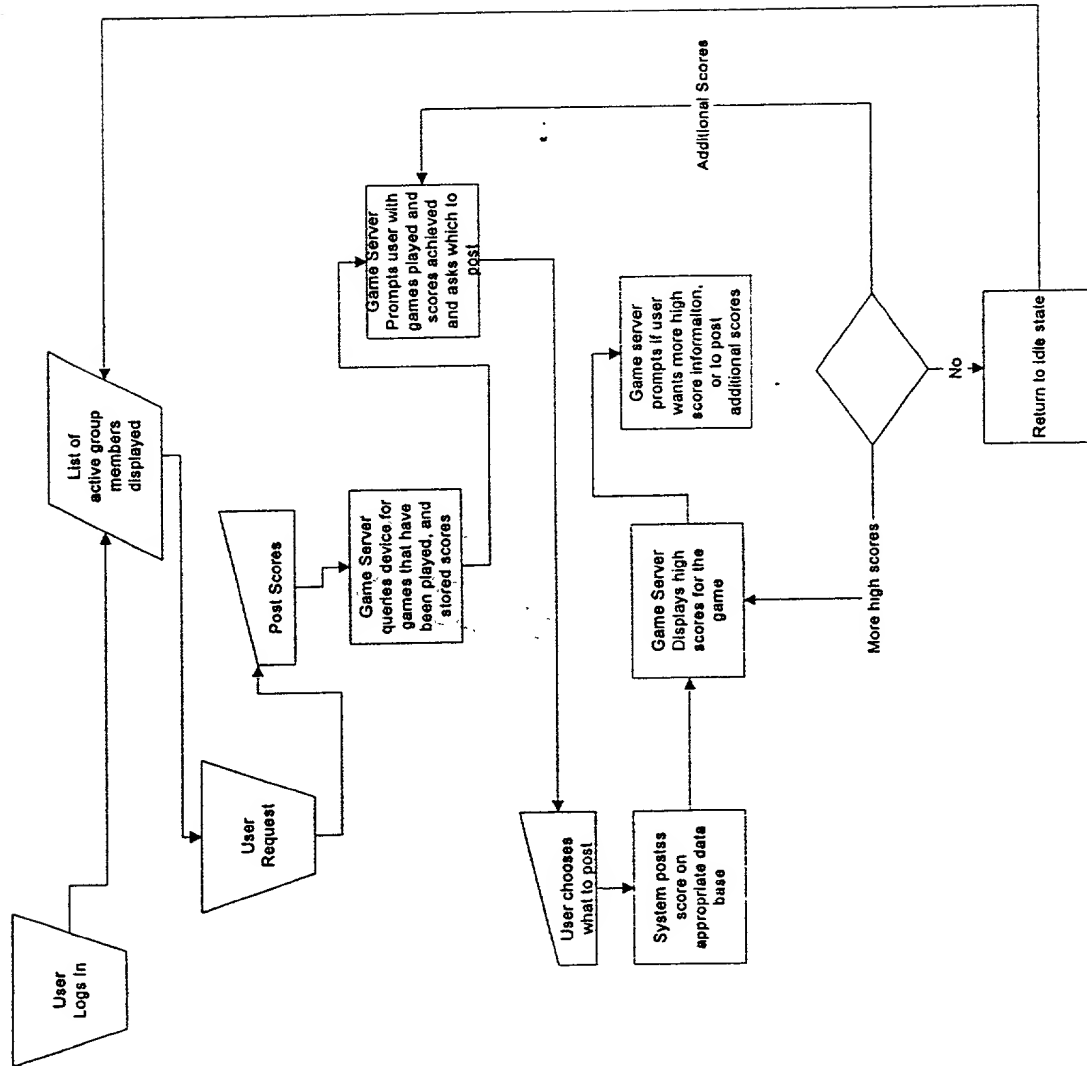 User
Logs In
List of
active group
members
displayed
User
Request
Post Scores
Game Server
queries device for
games that have
been played, and
stored scores
Game Server
Prompts user with
games played and
scores achieved
and asks which to
post
User chooses
what to post
System postss
score on
appropriate data
base
Game Server
Displays high
scores for the
game
Game server
prompts if user
wants more high
score informaiton,
or to post
additional scores
More high scores
No
Additional Scores
Return to idle state